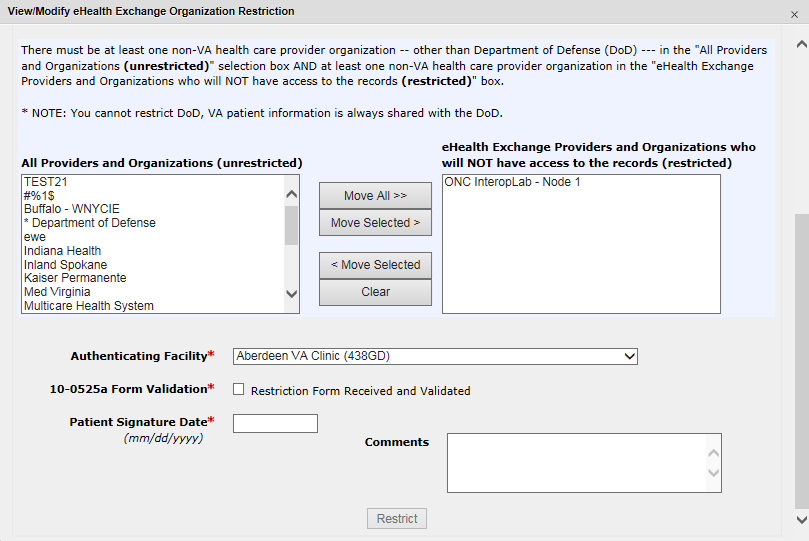 View/Modify eHealth Exchange Organization Restriction
There must be at least one non-VA health care provider organization -- other than Department of Defense (DoD) --- in the "All Providers
and Organizations (unrestricted)" selection box AND at least one non-VA health care provider organization in the "eHealth Exchange
Providers and Organizations who will NOT have access to the records (restricted)" box.
* NOTE: You cannot restrict DoD, VA patient information is always shared with the DoD.
All Providers and Organizations (unrestricted)
TEST21
#%1$
Buffalo - WNYCIE
* Department of Defense
ewe
Indiana Health
Inland Spokane
Kaiser Permanente
Med Virginia
Multicare Health System
Move All >>
Move Selected >
< Move Selected
Clear
eHealth Exchange Providers and Organizations who
will NOT have access to the records (restricted)
ONC InteropLab - Node 1
Authenticating Facility* Aberdeen VA Clinic (438GD)
10-0525a Form Validation* Restriction Form Received and Validated
Patient Signature Date*
(mm/dd/yyyy)
Comments
Restrict